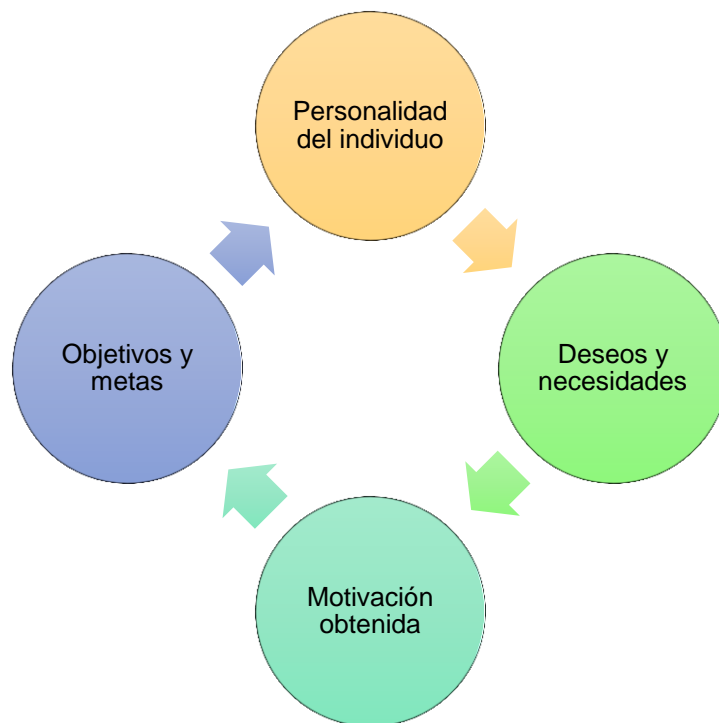 Personalidad
del individuo
Objetivos y
metas
Deseos y
necesidades
Motivación
obtenida